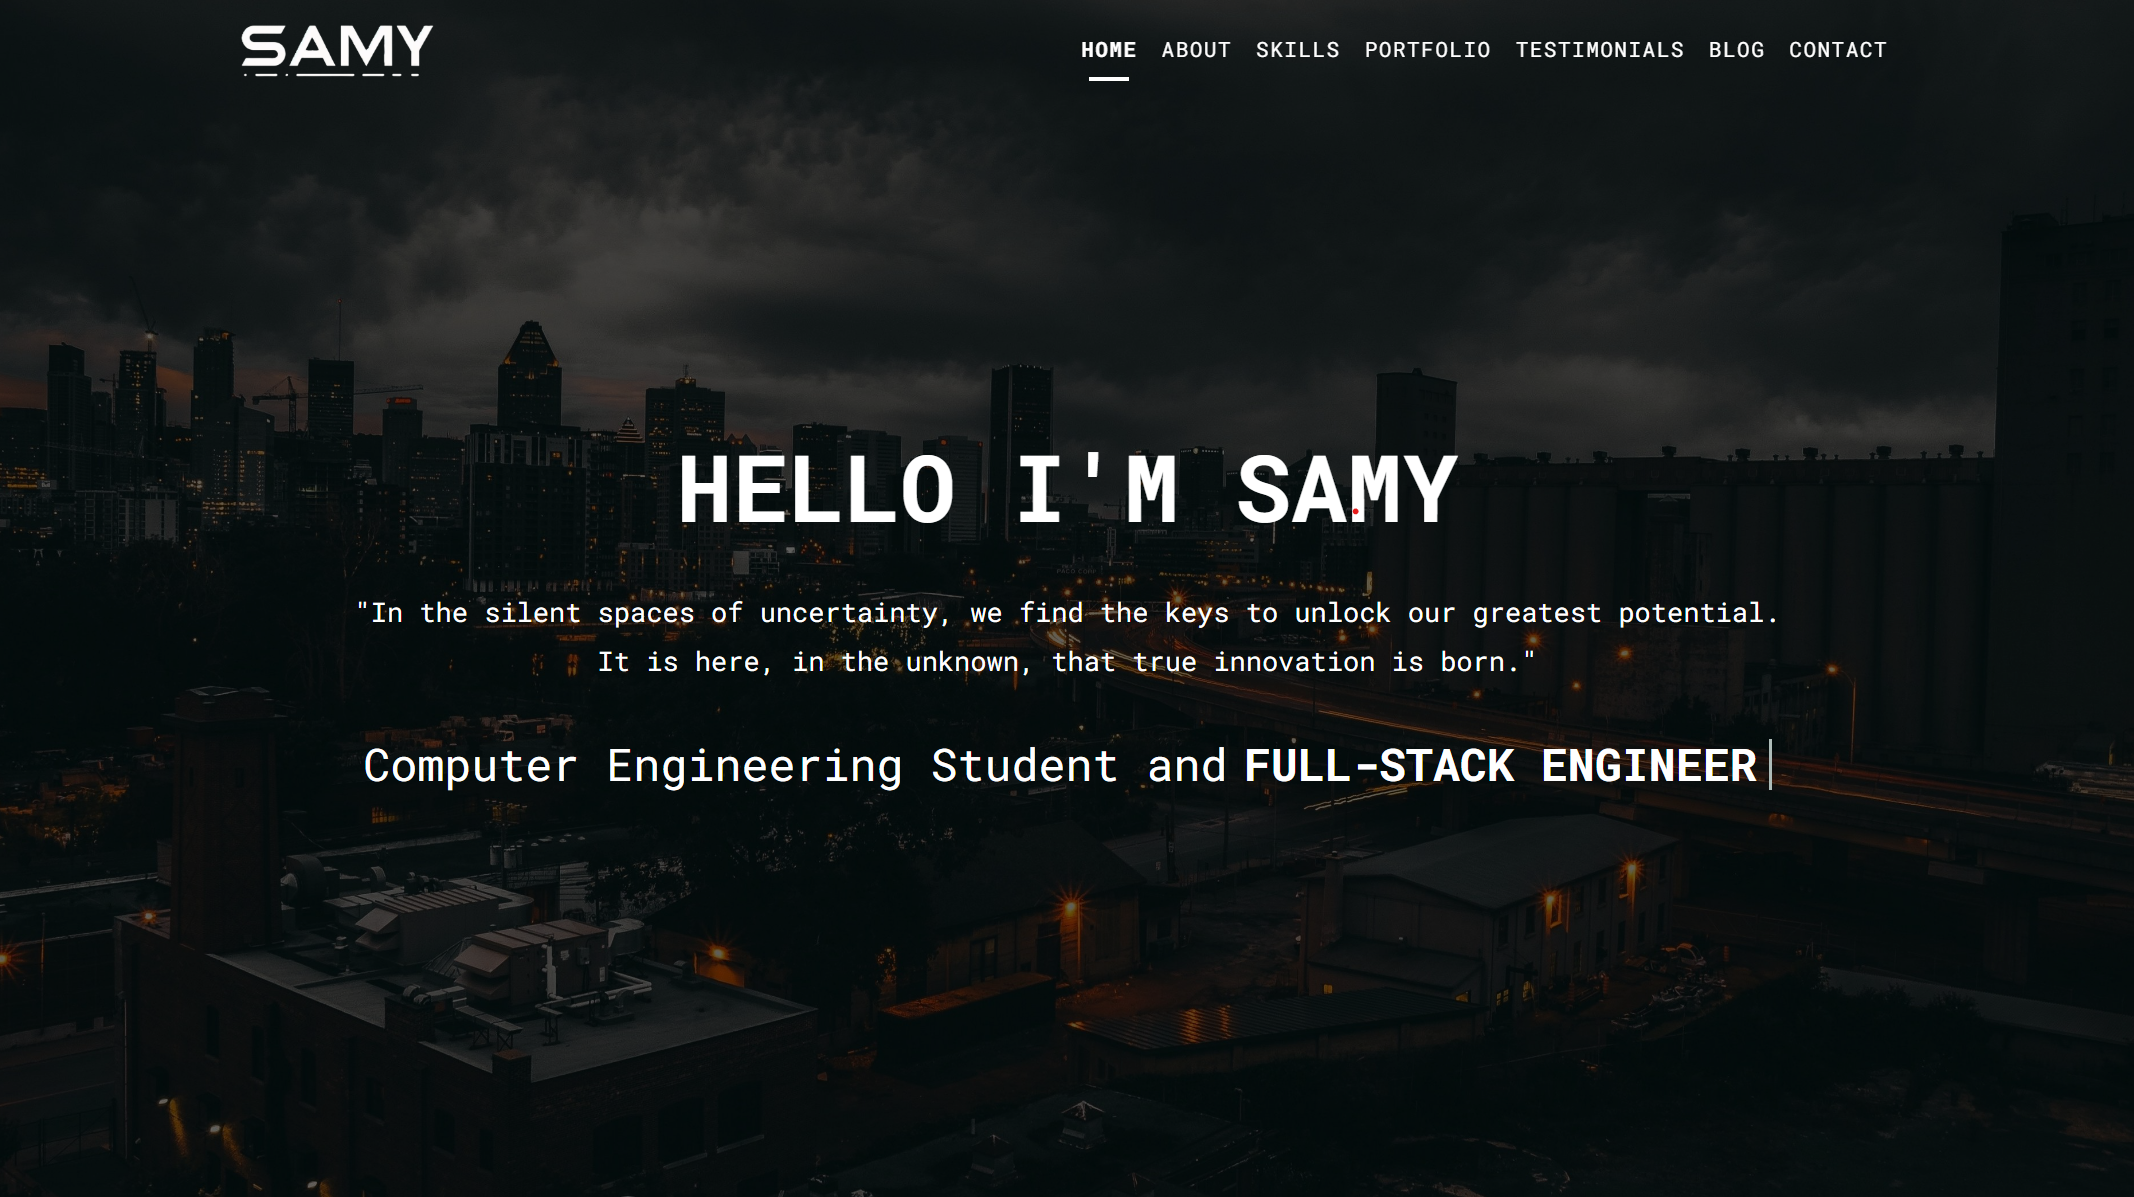 SAMY
HOME ABOUT SKILLS PORTFOLIO TESTIMONIALS BLOG CONTACT
HELLO I'M SAMY
"In the silent spaces of uncertainty, we find the keys to unlock our greatest potential.
It is here, in the unknown, that true innovation is born."
Computer Engineering Student and FULL-STACK ENGINEER